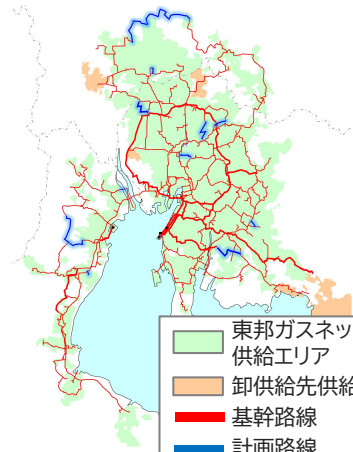 東邦ガスネッ
供給エリア
卸供給先供給
基幹路線
計画路線